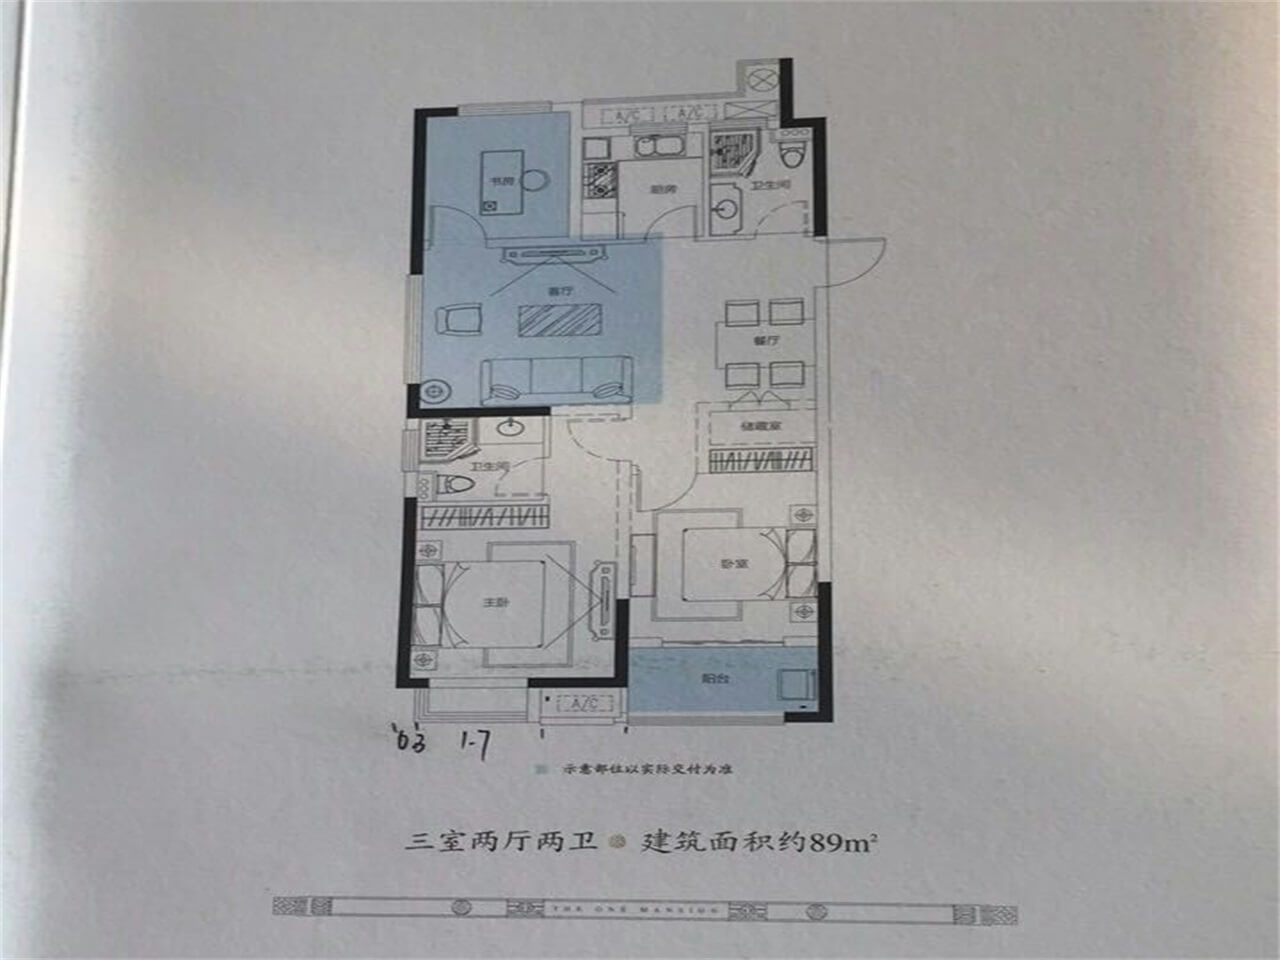 A/C A/C
书房
厨房
卫生间
客厅
餐厅
储藏室
卫生间
卧室
主卧
阳台
A/C
'03 1-7
示意部位以实际交付为准
三室两厅两卫 建筑面积约89m²
THE ONE MANSION